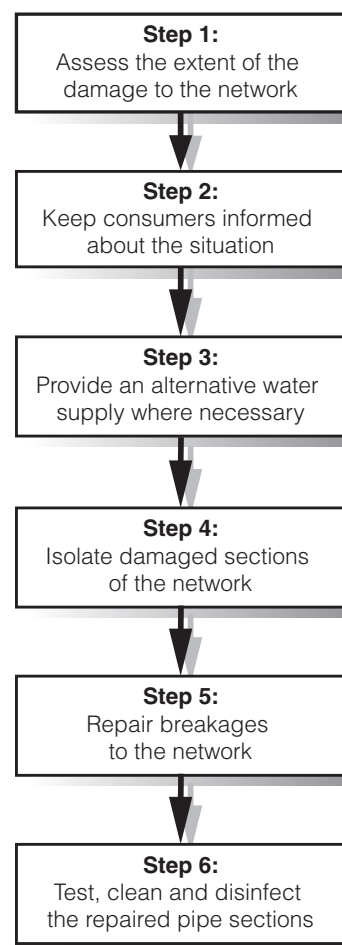 Step 1:
Assess the extent of the
damage to the network
Step 2:
Keep consumers informed
about the situation
Step 3:
Provide an alternative water
supply where necessary
Step 4:
Isolate damaged sections
of the network
Step 5:
Repair breakages
to the network
Step 6:
Test, clean and disinfect
the repaired pipe sections